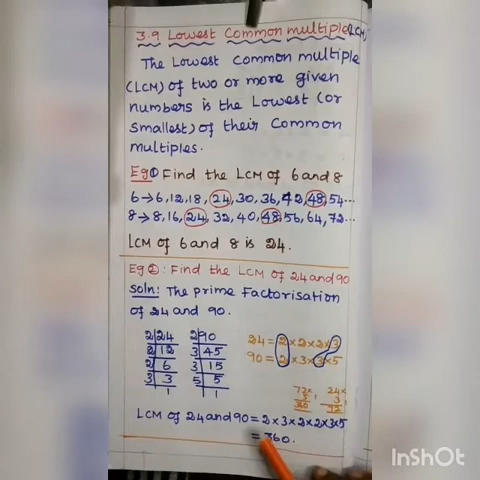 3.9 Lowest Common multiple(LCM)
The Lowest common multiple
(LCM) of two or more given
numbers is the Lowest (or
smallest) of their common
multiples.
Eg① Find the LCM of 6 and 8
6→6,12,18, 24, 30, 36, 42, 48, 54...
8→8,16, 24, 32, 40, 48, 56, 64, 72...
LCM of 6 and 8 is 24.
Eg②: Find the LCM of 24 and 90
Soln: The prime Factorisation
of 24 and 90.
2 24 2 90
2 12 3 45
2 6 3 15
3 3 5 5
1 1
24 = 2×2×2×3
90 = 2×3×3×5
72× 24×
5 3
360 72
LCM of 24 and 90 = 2×3×2×2×3×5
= 360.
InShOt